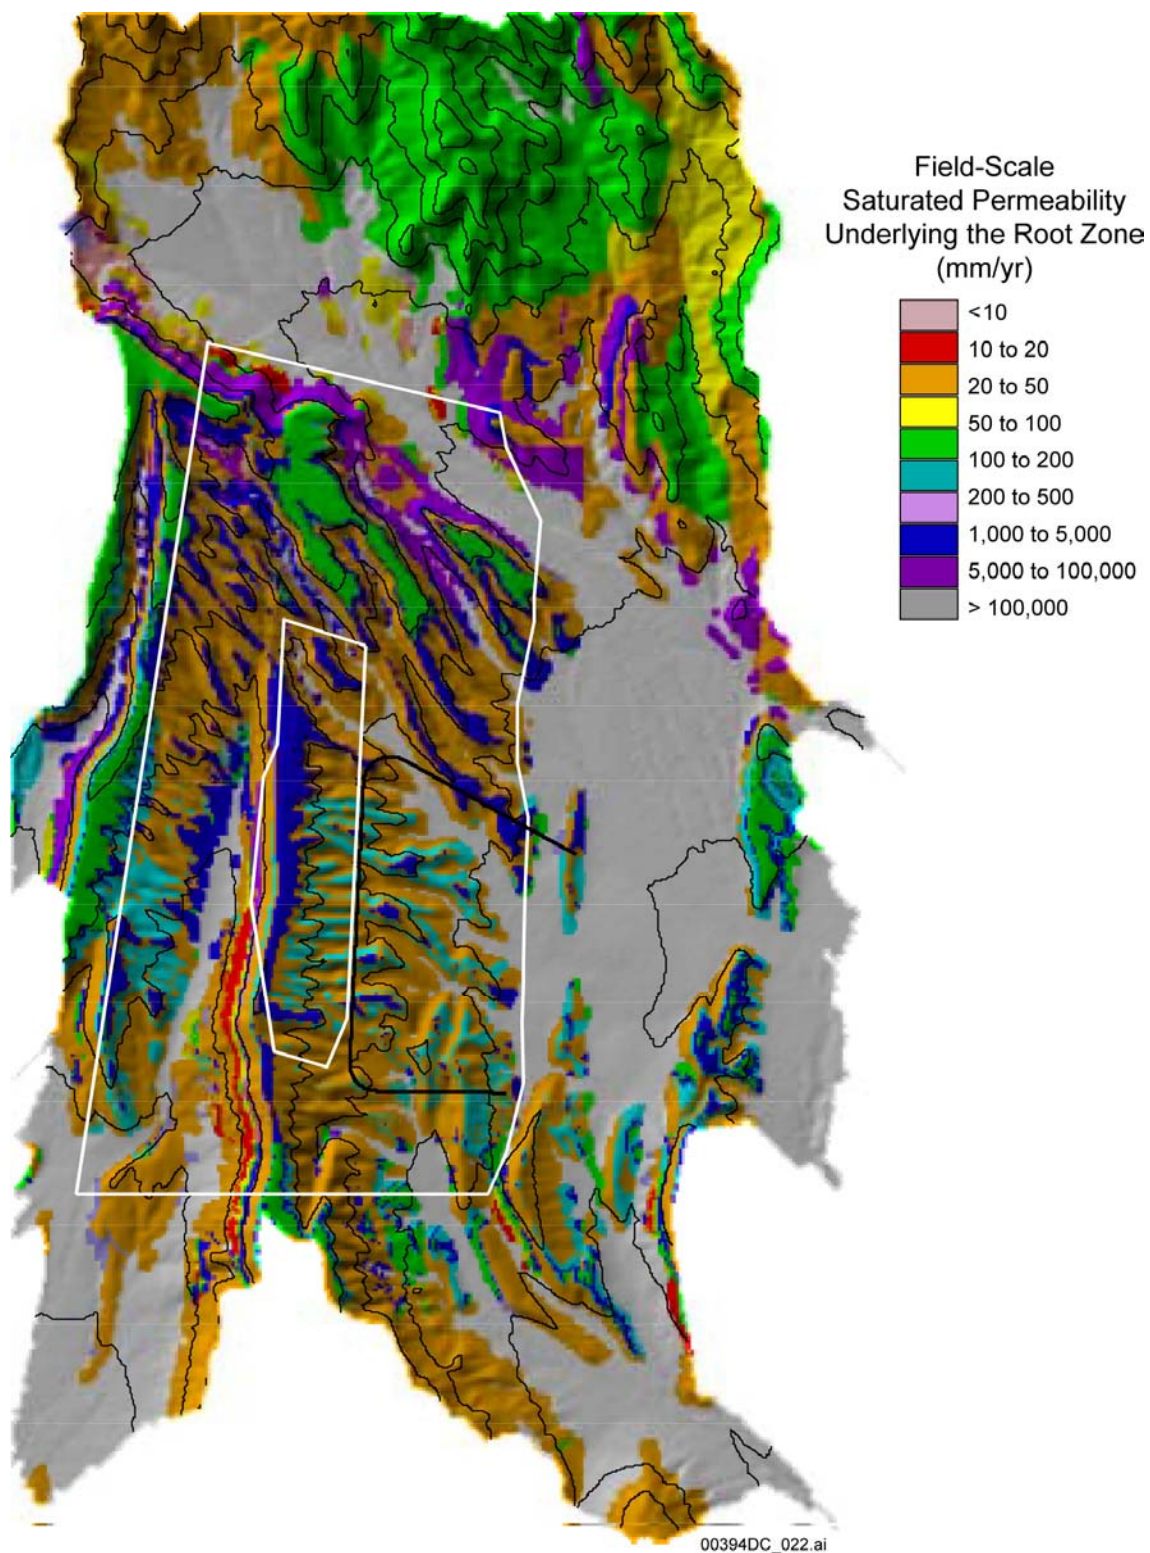 Field-Scale
Saturated Permeability
Underlying the Root Zone
(mm/yr)
<10
10 to 20
20 to 50
50 to 100
100 to 200
200 to 500
1,000 to 5,000
5,000 to 100,000
> 100,000
00394DC_022.ai